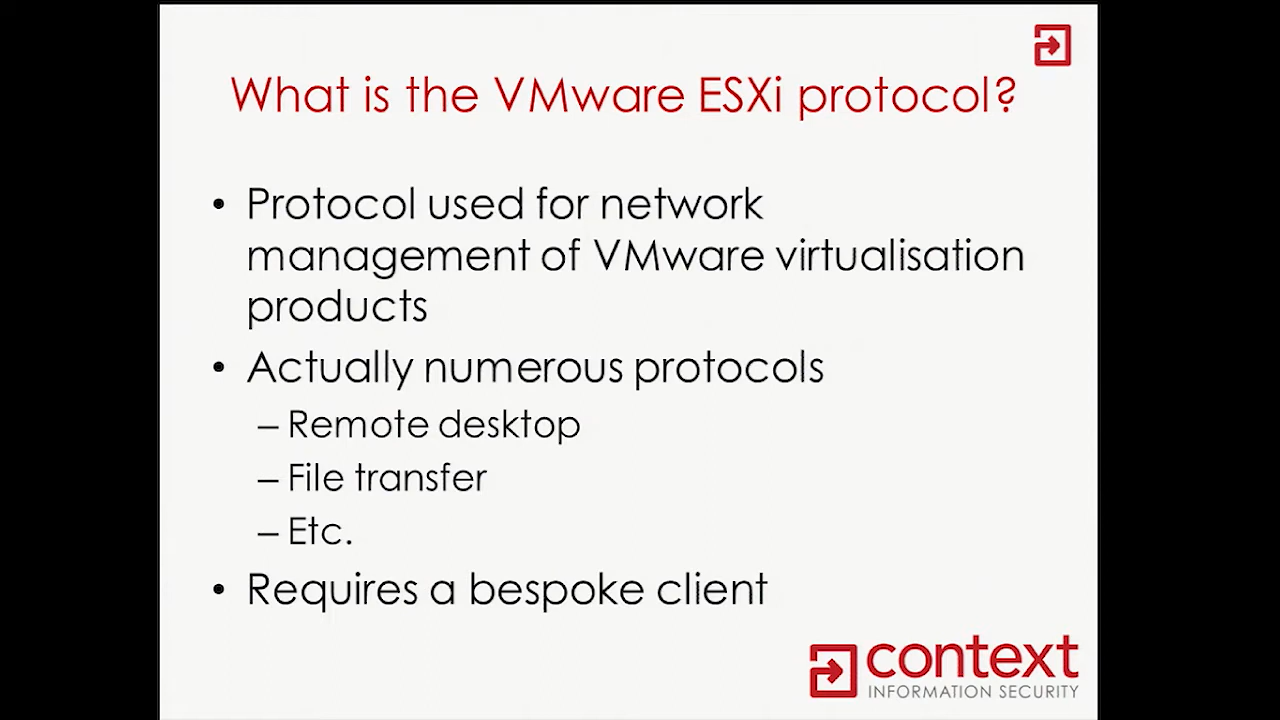 What is the VMware ESXi protocol?
• Protocol used for network
management of VMware virtualisation
products
• Actually numerous protocols
– Remote desktop
– File transfer
– Etc.
• Requires a bespoke client
context
INFORMATION SECURITY